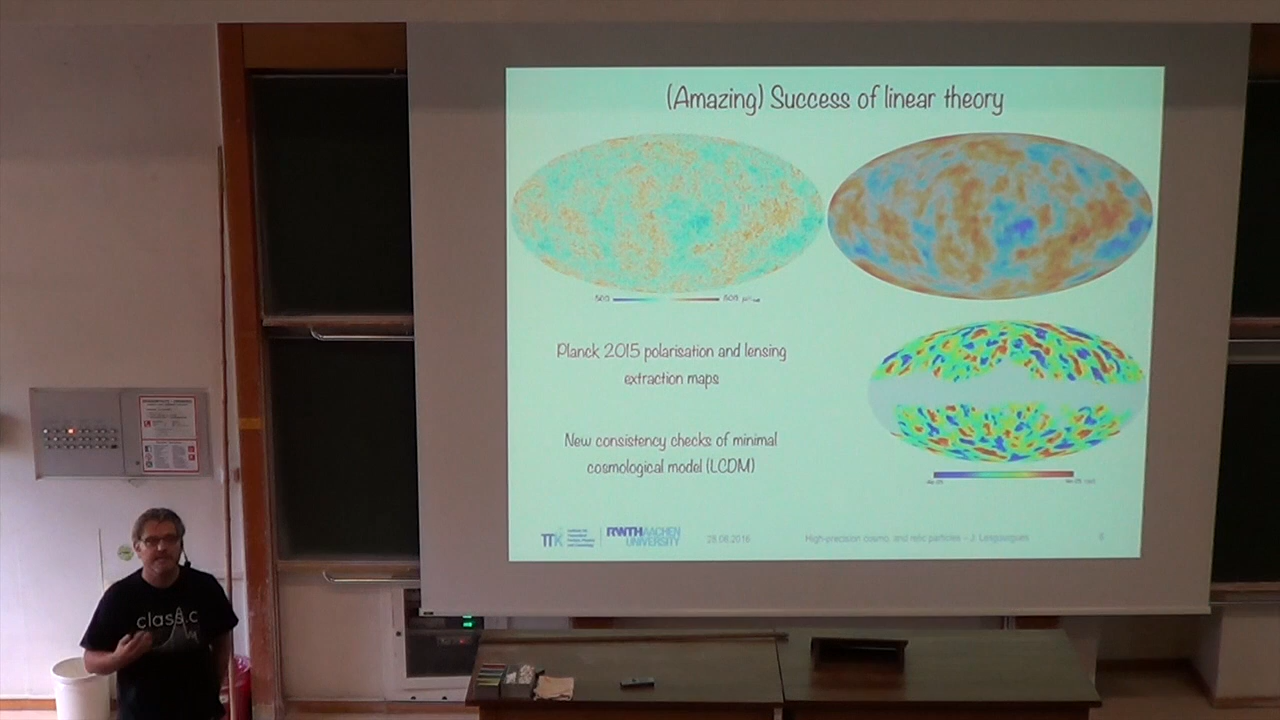 (Amazing) Success of linear theory
Planck 2015 polarisation and lensing
extraction maps
New consistency checks of minimal
cosmological model (LCDM)
TTK
RWTHAACHEN
UNIVERSITY
28.06.2016
High-precision cosmo. and relic particles – J. Lesgourgues
class.c